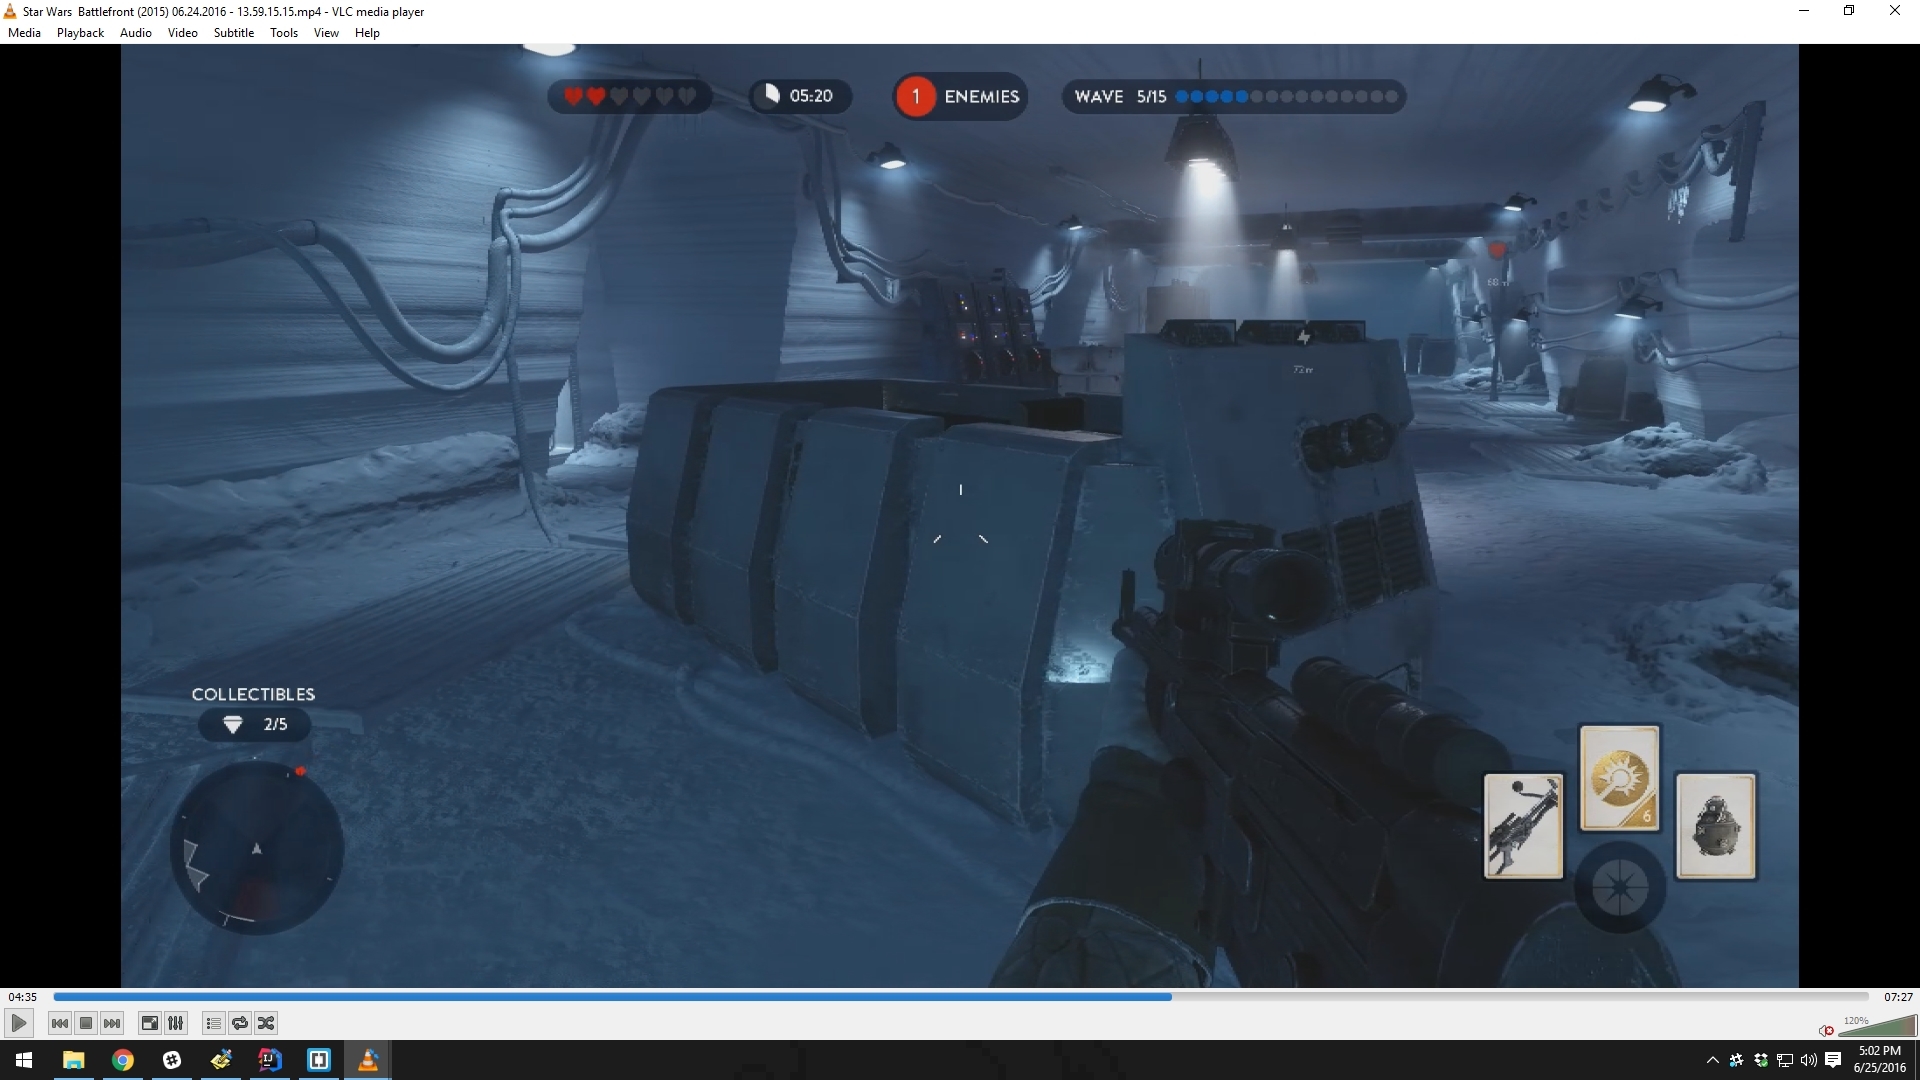 Star Wars  Battlefront (2015) 06.24.2016 - 13.59.15.15.mp4 - VLC media player
Media Playback Audio Video Subtitle Tools View Help
05:20
1 ENEMIES
WAVE 5/15
68m
72m
COLLECTIBLES
2/5
6
04:35
07:27
120%
5:02 PM
6/25/2016